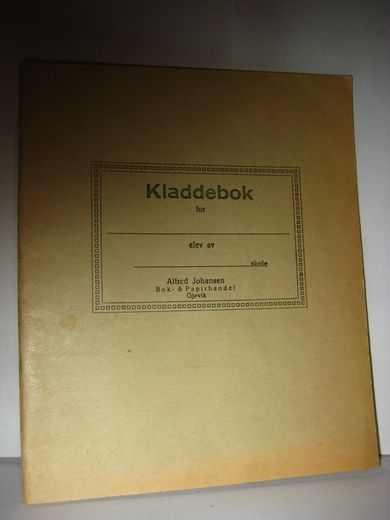 Kladdebok
for
elev av
skole
Alfred Johansen
Bok- & Papirhandel
Gjøvik